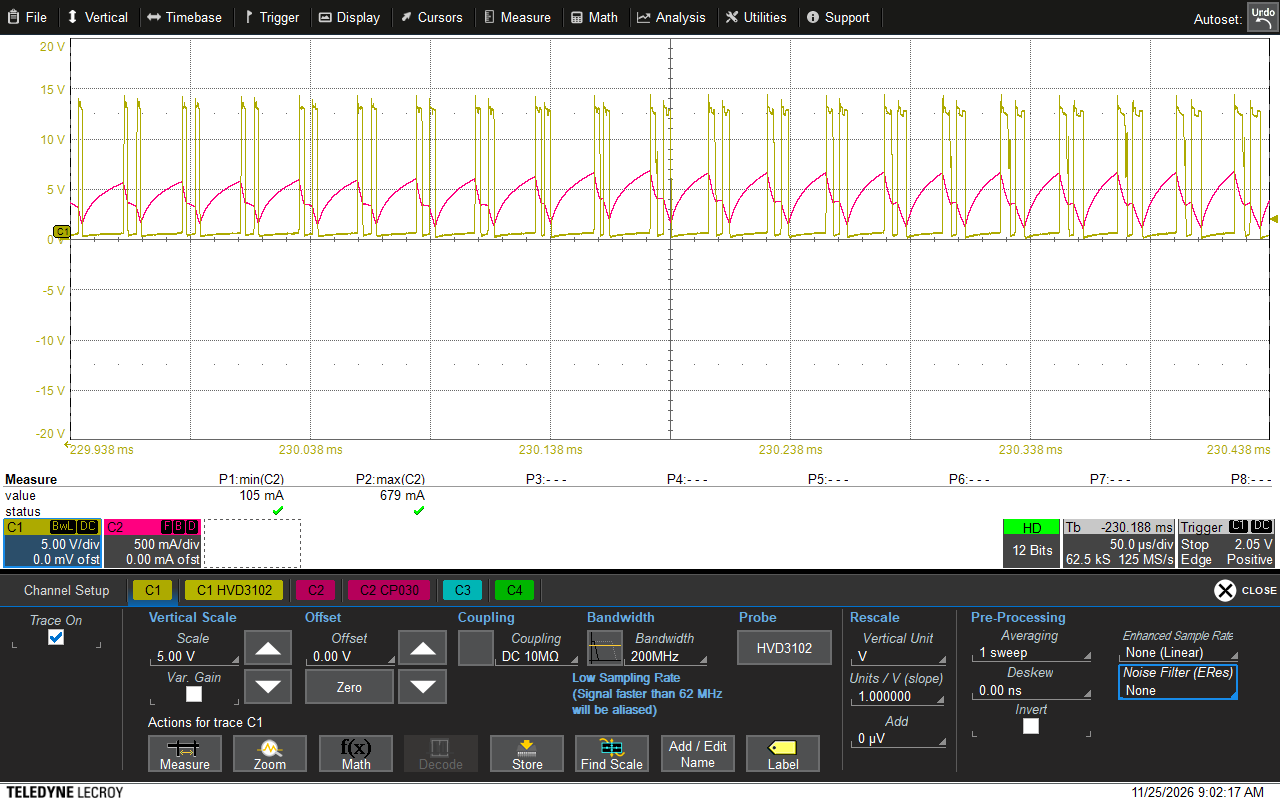 File Vertical Timebase Trigger Display Cursors Measure Math Analysis Utilities Support Autoset: Undo
20 V
15 V
10 V
5 V
C1
0
-5 V
-10 V
-15 V
-20 V
229.938 ms 230.038 ms 230.138 ms 230.238 ms 230.338 ms 230.438 ms
Measure P1:min(C2) P2:max(C2) P3:- - - P4:- - - P5:- - - P6:- - - P7:- - - P8:- - -
value 105 mA 679 mA
status
C1 BwL DC C2 F B D HD Tb -230.188 ms Trigger C1 DC
5.00 V/div 500 mA/div 12 Bits 50.0 µs/div Stop 2.05 V
0.0 mV ofst 0.00 mA ofst 62.5 kS 125 MS/s Edge Positive
Channel Setup C1 C1 HVD3102 C2 C2 CP030 C3 C4 CLOSE
Trace On Vertical Scale Offset Coupling Bandwidth Probe Rescale Pre-Processing
Scale Offset Coupling Bandwidth HVD3102 Vertical Unit Averaging Enhanced Sample Rate
5.00 V 0.00 V DC 10MΩ 200MHz V 1 sweep None (Linear)
Var. Gain Zero Low Sampling Rate Units / V (slope) Deskew Noise Filter (ERes)
(Signal faster than 62 MHz 1.000000 0.00 ns None
will be aliased) Add Invert
Actions for trace C1 0 µV
Measure Zoom f(x) Math Decode Store Find Scale Add / Edit Name Label
TELEDYNE LECROY 11/25/2026 9:02:17 AM